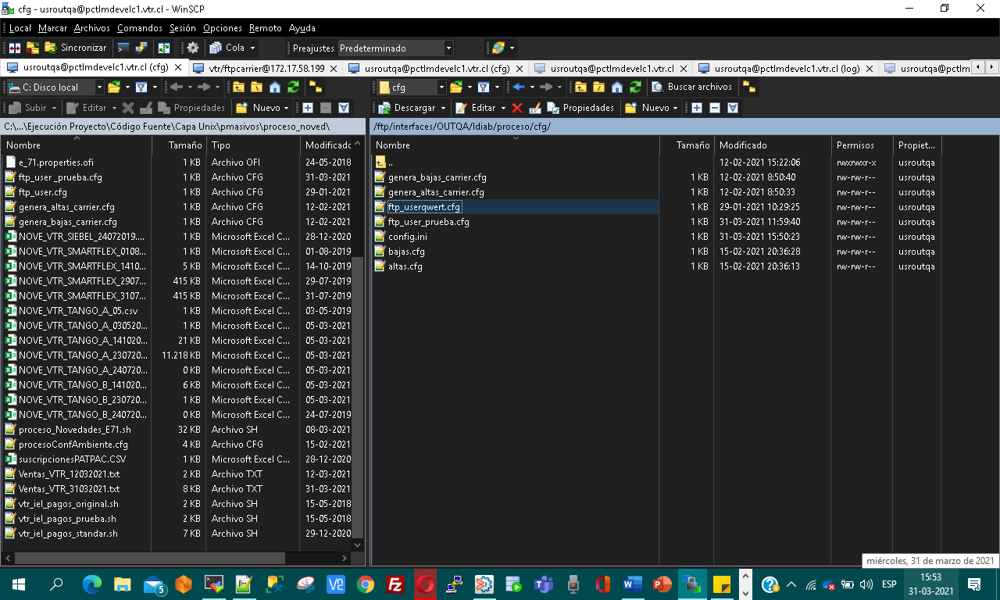 cfg - usroutqa@pctlmdevelc1.vtr.cl - WinSCP
Local Marcar Archivos Comandos Sesión Opciones Remoto Ayuda
Sincronizar Cola Preajustes Predeterminado
usroutqa@pctlmdevelc1.vtr.cl (cfg) vtr/ftpcarrier@172.17.58.199 usroutqa@pctlmdevelc1.vtr.cl (cfg) usroutqa@pctlmdevelc1.vtr.cl usroutqa@pctlmdevelc1.vtr.cl (log) usroutqa@pctlm
C: Disco local cfg Buscar archivos
Subir Editar Propiedades Nuevo Descargar Editar Propiedades Nuevo
C:\...\Ejecución Proyecto\Código Fuente\Capa Unix\pmasivos\proceso_noved\
Nombre Tamaño Tipo Modificado
e_71.properties.ofi 1 KB Archivo OFI 24-05-2018
ftp_user _prueba.cfg 1 KB Archivo CFG 31-03-2021
ftp_user.cfg 1 KB Archivo CFG 29-01-2021
genera_altas_carrier.cfg 1 KB Archivo CFG 12-02-2021
genera_bajas_carrier.cfg 1 KB Archivo CFG 12-02-2021
NOVE_VTR_SIEBEL_24072019.... 1 KB Microsoft Excel C... 28-12-2020
NOVE_VTR_SMARTFLEX_0108... 1 KB Microsoft Excel C... 01-08-2019
NOVE_VTR_SMARTFLEX_1410... 5 KB Microsoft Excel C... 14-10-2019
NOVE_VTR_SMARTFLEX_2907... 415 KB Microsoft Excel C... 29-07-2019
NOVE_VTR_SMARTFLEX_3107... 415 KB Microsoft Excel C... 31-07-2019
NOVE_VTR_TANGO_A_05.csv 1 KB Microsoft Excel C... 03-05-2019
NOVE_VTR_TANGO_A_030520... 1 KB Microsoft Excel C... 05-03-2021
NOVE_VTR_TANGO_A_141020... 21 KB Microsoft Excel C... 05-03-2021
NOVE_VTR_TANGO_A_230720... 11.218 KB Microsoft Excel C... 05-03-2021
NOVE_VTR_TANGO_A_240720... 0 KB Microsoft Excel C... 05-03-2021
NOVE_VTR_TANGO_B_141020... 6 KB Microsoft Excel C... 05-03-2021
NOVE_VTR_TANGO_B_230720... 1 KB Microsoft Excel C... 05-03-2021
NOVE_VTR_TANGO_B_240720... 0 KB Microsoft Excel C... 24-07-2019
proceso_Novedades_E71.sh 32 KB Archivo SH 08-03-2021
procesoConfAmbiente.cfg 4 KB Archivo CFG 15-02-2021
suscripcionesPATPAC.CSV 1 KB Microsoft Excel C... 28-12-2020
Ventas_VTR_12032021.txt 2 KB Archivo TXT 12-03-2021
Ventas_VTR_31032021.txt 8 KB Archivo TXT 31-03-2021
vtr_iel_pagos_original.sh 2 KB Archivo SH 15-05-2018
vtr_iel_pagos_prueba.sh 2 KB Archivo SH 15-05-2018
vtr_iel_pagos_standar.sh 7 KB Archivo SH 29-12-2020
/ftp/interfaces/OUTQA/ldiab/proceso/cfg/
Nombre Tamaño Modificado Permisos Propiet...
.. 12-02-2021 15:22:06 rwxrwxr-x usroutqa
genera_bajas_carrier.cfg 1 KB 12-02-2021 8:50:40 rw-rw-r-- usroutqa
genera_altas_carrier.cfg 1 KB 12-02-2021 8:50:33 rw-rw-r-- usroutqa
ftp_userqwert.cfg 1 KB 29-01-2021 10:29:25 rw-rw-r-- usroutqa
ftp_user_prueba.cfg 1 KB 31-03-2021 11:59:40 rw-rw-r-- usroutqa
config.ini 1 KB 31-03-2021 15:50:23 rw-rw-r-- usroutqa
bajas.cfg 1 KB 15-02-2021 20:36:28 rw-rw-r-- usroutqa
altas.cfg 1 KB 15-02-2021 20:36:13 rw-rw-r-- usroutqa
miércoles, 31 de marzo de 2021
5 ESP 15:53
31-03-2021